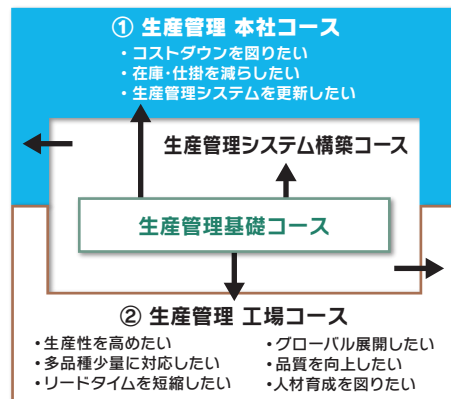 ① 生産管理 本社コース
・コストダウンを図りたい
・在庫・仕掛を減らしたい
・生産管理システムを更新したい
生産管理システム構築コース
生産管理基礎コース
② 生産管理 工場コース
・生産性を高めたい
・多品種少量に対応したい
・リードタイムを短縮したい
・グローバル展開したい
・品質を向上したい
・人材育成を図りたい